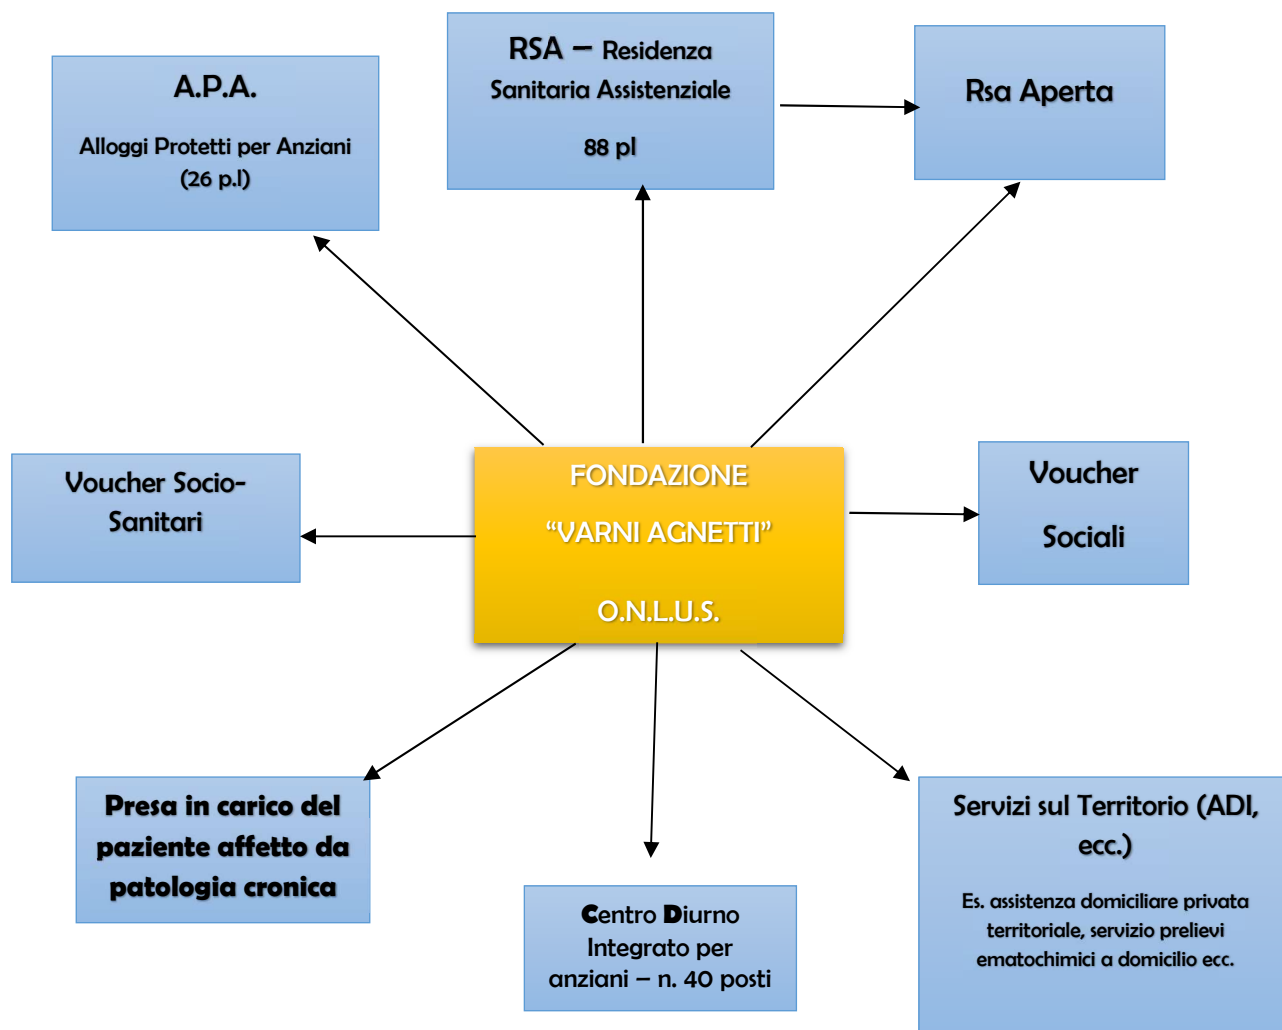 A.P.A.
Alloggi Protetti per Anziani
(26 p.l)
RSA – Residenza
Sanitaria Assistenziale
88 pl
Rsa Aperta
Voucher Socio-
Sanitari
FONDAZIONE
“VARNI AGNETTI”
O.N.L.U.S.
Voucher
Sociali
Presa in carico del
paziente affetto da
patologia cronica
Centro Diurno
Integrato per
anziani – n. 40 posti
Servizi sul Territorio (ADI,
ecc.)
Es. assistenza domiciliare privata
territoriale, servizio prelievi
ematochimici a domicilio ecc.